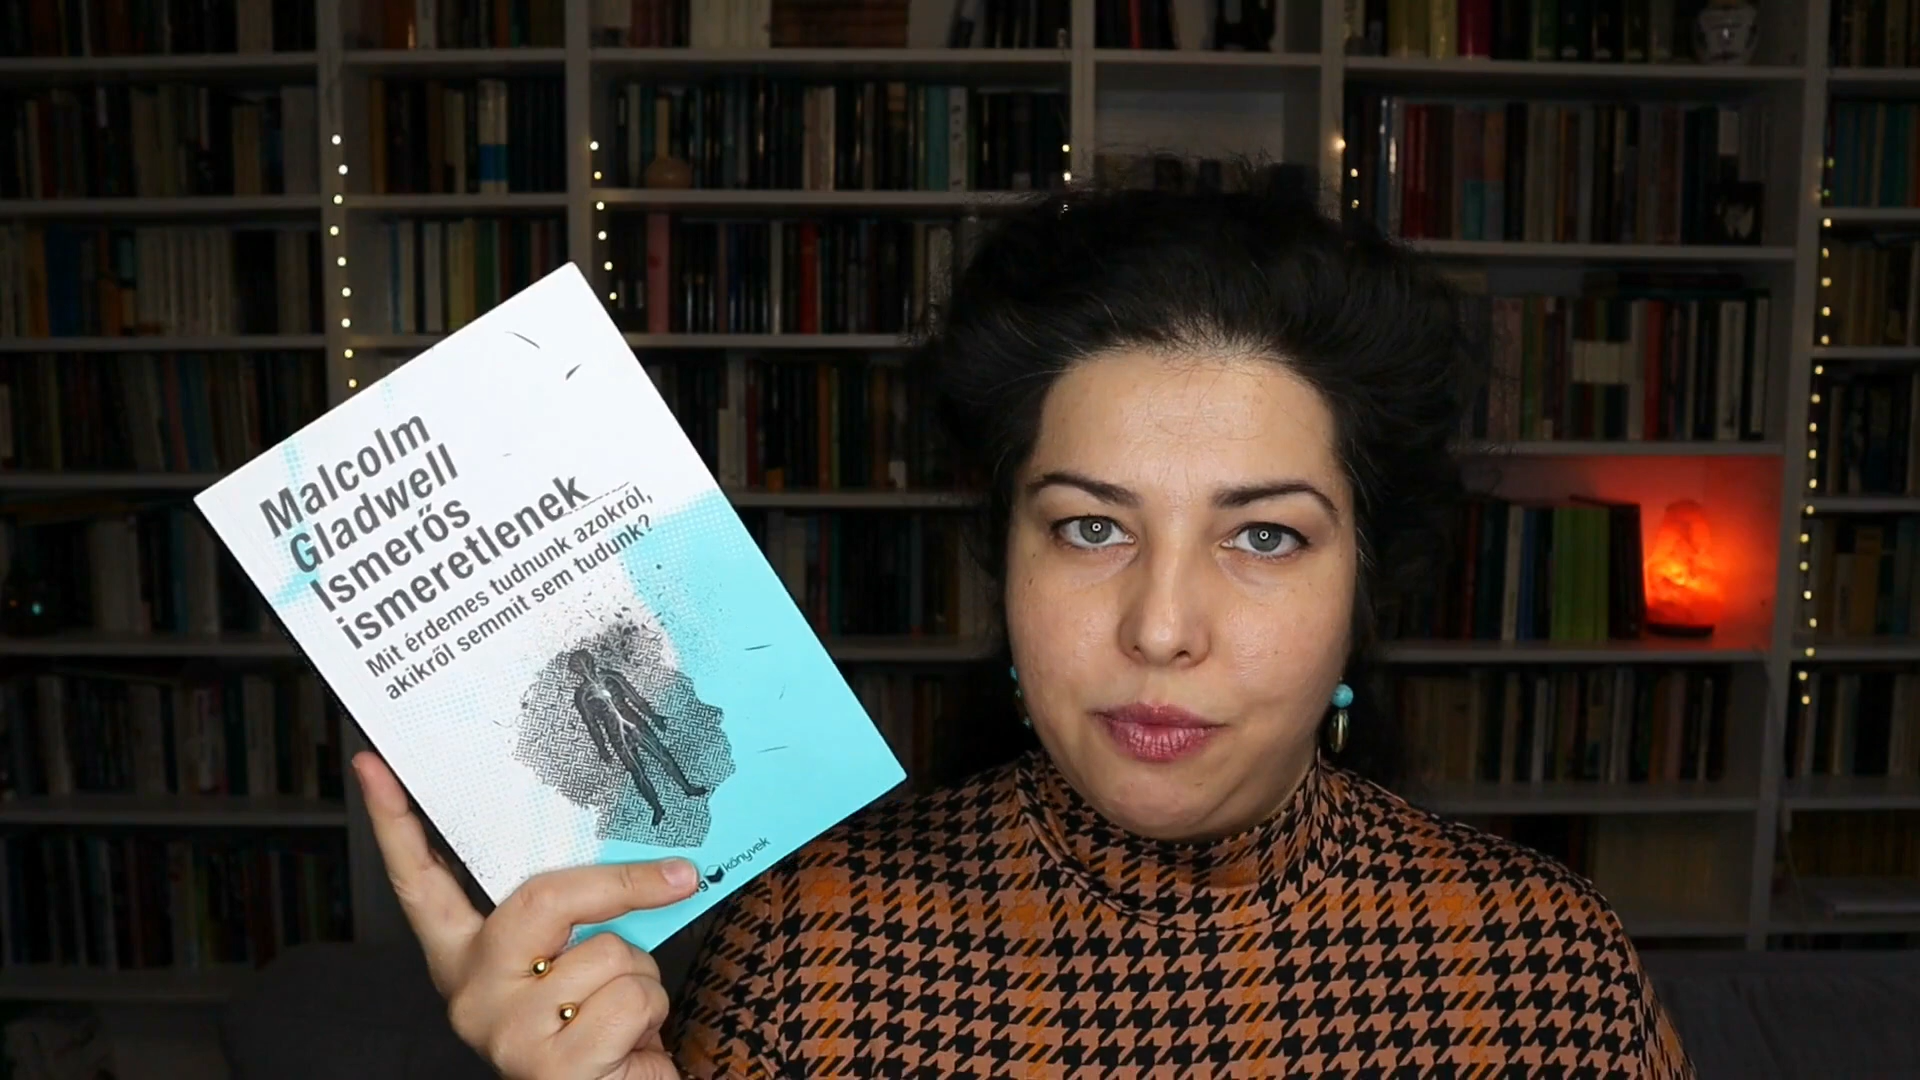 Malcolm
Gladwell
Ismerős
ismeretlenek
Mit érdemes tudnunk azokról,
akikről semmit sem tudunk?
könyvek